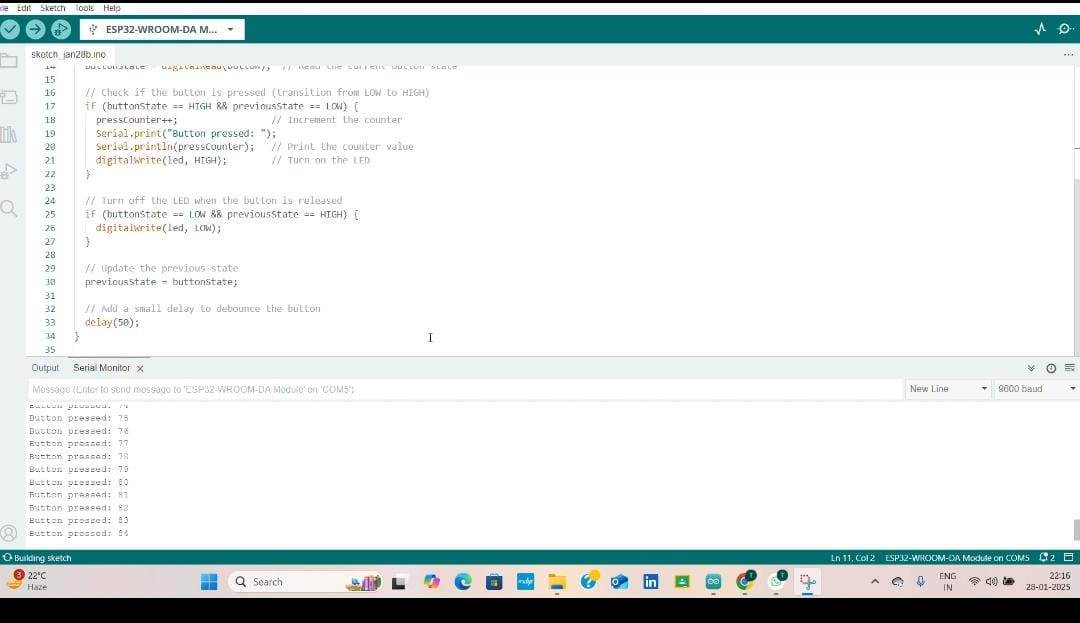 Edit Sketch Tools Help
ESP32-WROOM-DA M...
sketch_jan28b.ino
14 buttonState = digitalRead(button); // Read the current button state
15
16 // Check if the button is pressed (transition from LOW to HIGH)
17 if (buttonState == HIGH && previousState == LOW) {
18 pressCounter++; // Increment the counter
19 Serial.print("Button pressed: ");
20 Serial.println(pressCounter); // Print the counter value
21 digitalWrite(led, HIGH); // Turn on the LED
22 }
23
24 // Turn off the LED when the button is released
25 if (buttonState == LOW && previousState == HIGH) {
26 digitalWrite(led, LOW);
27 }
28
29 // Update the previous state
30 previousState = buttonState;
31
32 // Add a small delay to debounce the button
33 delay(50);
34 }
35
Output Serial Monitor
Message (Enter to send message to 'ESP32-WROOM-DA Module' on 'COM5')
New Line
9600 baud
Button pressed: 74
Button pressed: 75
Button pressed: 76
Button pressed: 77
Button pressed: 78
Button pressed: 79
Button pressed: 80
Button pressed: 81
Button pressed: 82
Button pressed: 83
Button pressed: 84
Building sketch
Ln 11, Col 2 ESP32-WROOM-DA Module on COM5 2
3
22°C
Haze
Search
ENG
IN
22:16
28-01-2025